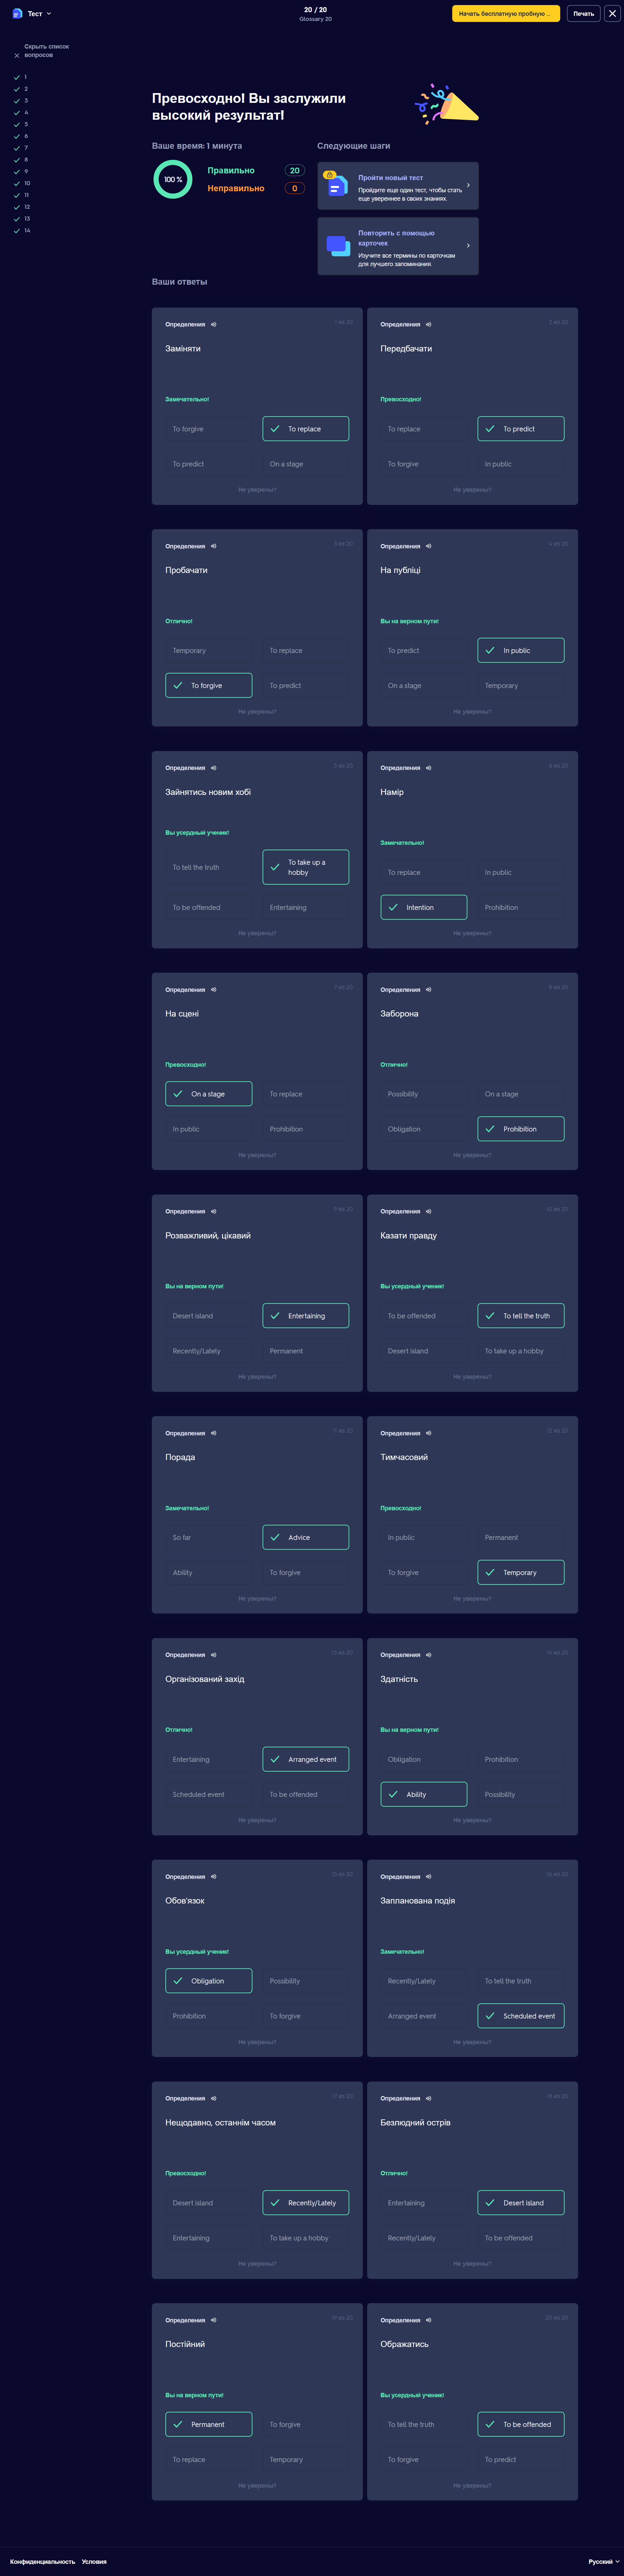 Тест
20 / 20
Glossary 20
Начать бесплатную пробную ...
Печать
Скрыть список
вопросов
1
2
3
4
5
6
7
8
9
10
11
12
13
14
Превосходно! Вы заслужили
высокий результат!
Ваше время: 1 минута
100 %
Правильно 20
Неправильно 0
Следующие шаги
Пройти новый тест
Пройдите еще один тест, чтобы стать
еще увереннее в своих знаниях.
Повторить с помощью
карточек
Изучите все термины по карточкам
для лучшего запоминания.
Ваши ответы
Определения 1 из 20
Заміняти
Замечательно!
To forgive To replace
To predict On a stage
Не уверены?
Определения 2 из 20
Передбачати
Превосходно!
To replace To predict
To forgive In public
Не уверены?
Определения 3 из 20
Пробачати
Отлично!
Temporary To replace
To forgive To predict
Не уверены?
Определения 4 из 20
На публіці
Вы на верном пути!
To predict In public
On a stage Temporary
Не уверены?
Определения 5 из 20
Зайнятись новим хобі
Вы усердный ученик!
To tell the truth To take up a
hobby
To be offended Entertaining
Не уверены?
Определения 6 из 20
Намір
Замечательно!
To replace In public
Intention Prohibition
Не уверены?
Определения 7 из 20
На сцені
Превосходно!
On a stage To replace
In public Prohibition
Не уверены?
Определения 8 из 20
Заборона
Отлично!
Possibility On a stage
Obligation Prohibition
Не уверены?
Определения 9 из 20
Розважливий, цікавий
Вы на верном пути!
Desert island Entertaining
Recently/Lately Permanent
Не уверены?
Определения 10 из 20
Казати правду
Вы усердный ученик!
To be offended To tell the truth
Desert island To take up a hobby
Не уверены?
Определения 11 из 20
Порада
Замечательно!
So far Advice
Ability To forgive
Не уверены?
Определения 12 из 20
Тимчасовий
Превосходно!
In public Permanent
To forgive Temporary
Не уверены?
Определения 13 из 20
Організований захід
Отлично!
Entertaining Arranged event
Scheduled event To be offended
Не уверены?
Определения 14 из 20
Здатність
Вы на верном пути!
Obligation Prohibition
Ability Possibility
Не уверены?
Определения 15 из 20
Обов'язок
Вы усердный ученик!
Obligation Possibility
Prohibition To forgive
Не уверены?
Определения 16 из 20
Запланована подія
Замечательно!
Recently/Lately To tell the truth
Arranged event Scheduled event
Не уверены?
Определения 17 из 20
Нещодавно, останнім часом
Превосходно!
Desert island Recently/Lately
Entertaining To take up a hobby
Не уверены?
Определения 18 из 20
Безлюдний острів
Отлично!
Entertaining Desert island
Recently/Lately To be offended
Не уверены?
Определения 19 из 20
Постійний
Вы на верном пути!
Permanent To forgive
To replace Temporary
Не уверены?
Определения 20 из 20
Ображатись
Вы усердный ученик!
To tell the truth To be offended
To forgive To predict
Не уверены?
Конфиденциальность Условия
Русский